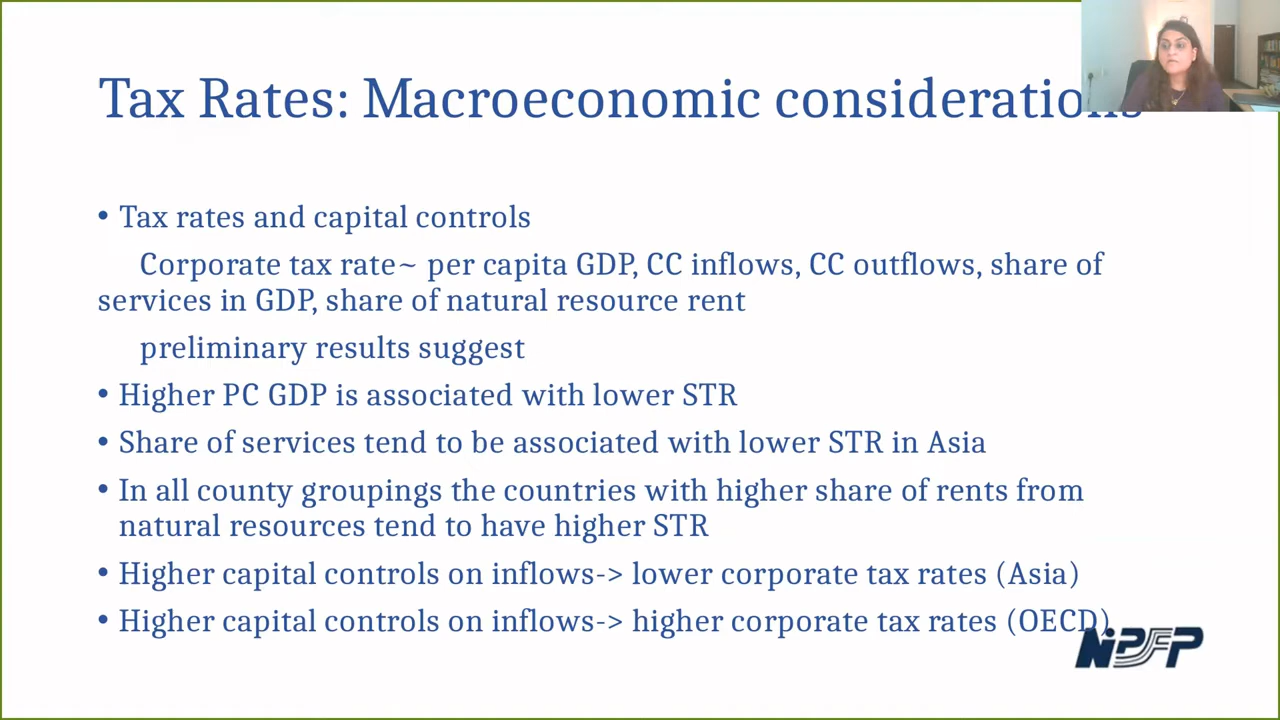 Tax Rates: Macroeconomic considerations
• Tax rates and capital controls
Corporate tax rate~ per capita GDP, CC inflows, CC outflows, share of
services in GDP, share of natural resource rent
preliminary results suggest
• Higher PC GDP is associated with lower STR
• Share of services tend to be associated with lower STR in Asia
• In all county groupings the countries with higher share of rents from
natural resources tend to have higher STR
• Higher capital controls on inflows-> lower corporate tax rates (Asia)
• Higher capital controls on inflows-> higher corporate tax rates (OECD)
NIPFP